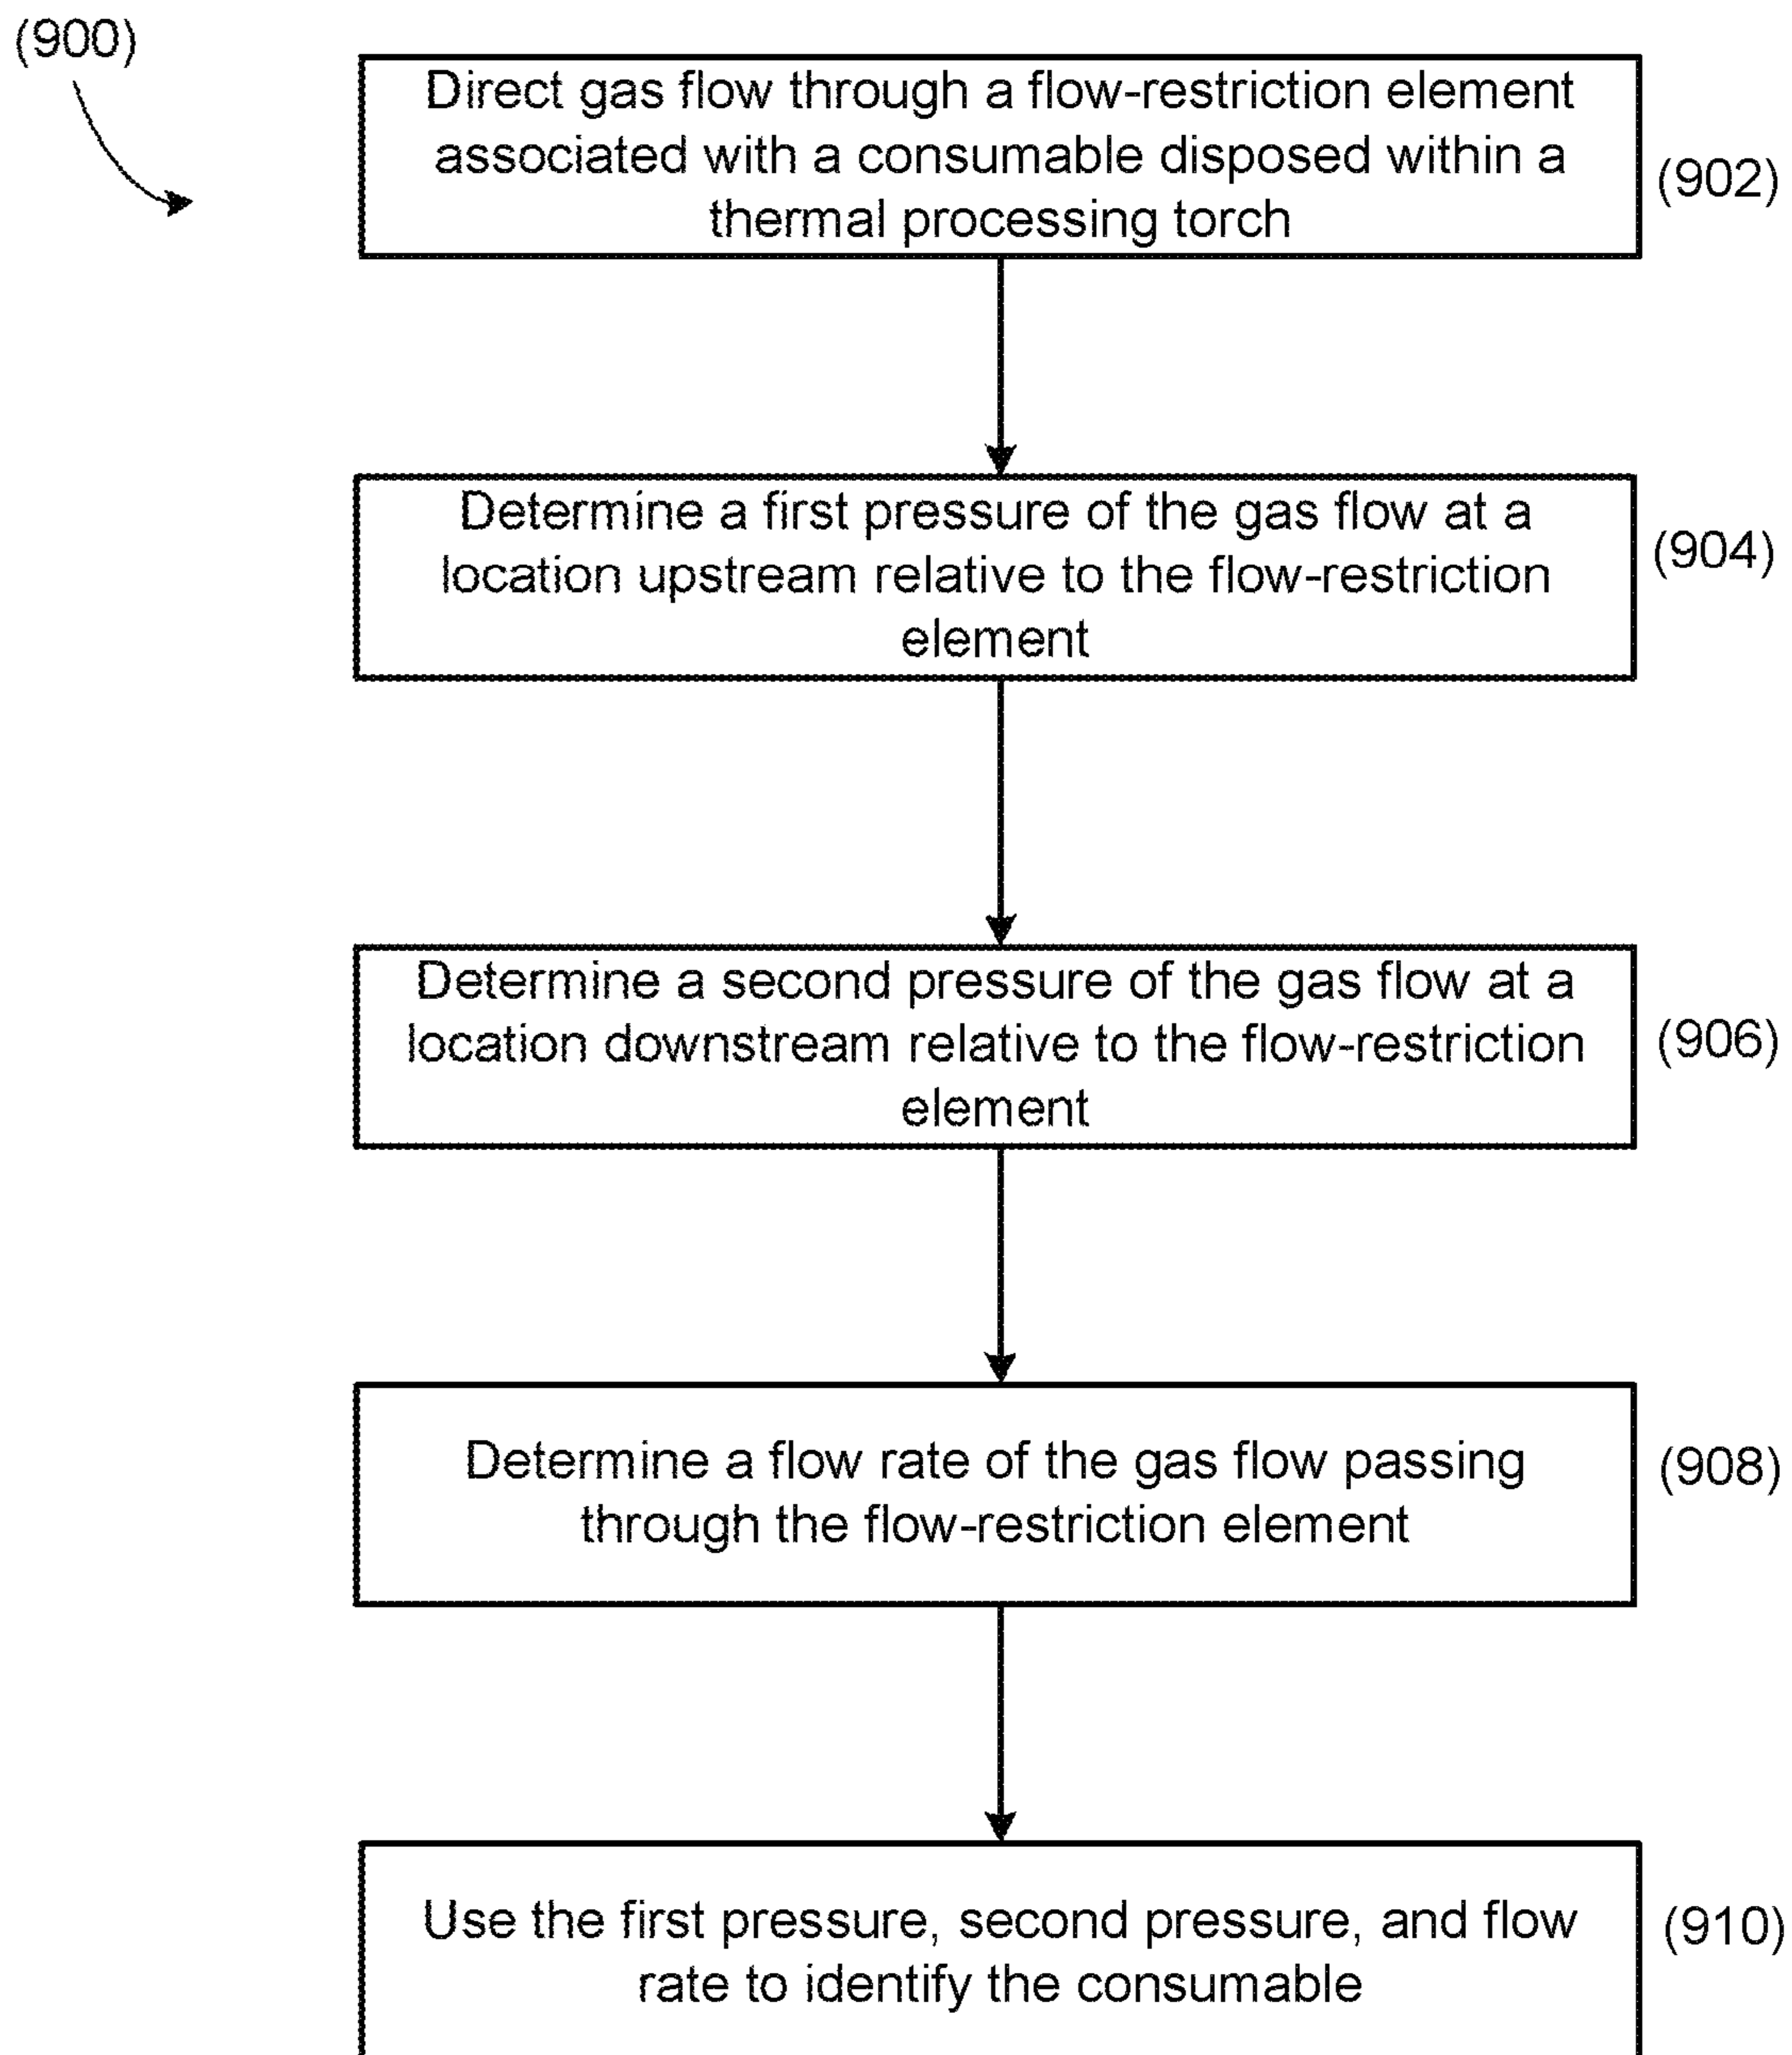 (900)
Direct gas flow through a flow-restriction element
associated with a consumable disposed within a
thermal processing torch
(902)
Determine a first pressure of the gas flow at a
location upstream relative to the flow-restriction
element
(904)
Determine a second pressure of the gas flow at a
location downstream relative to the flow-restriction
element
(906)
Determine a flow rate of the gas flow passing
through the flow-restriction element
(908)
Use the first pressure, second pressure, and flow
rate to identify the consumable
(910)